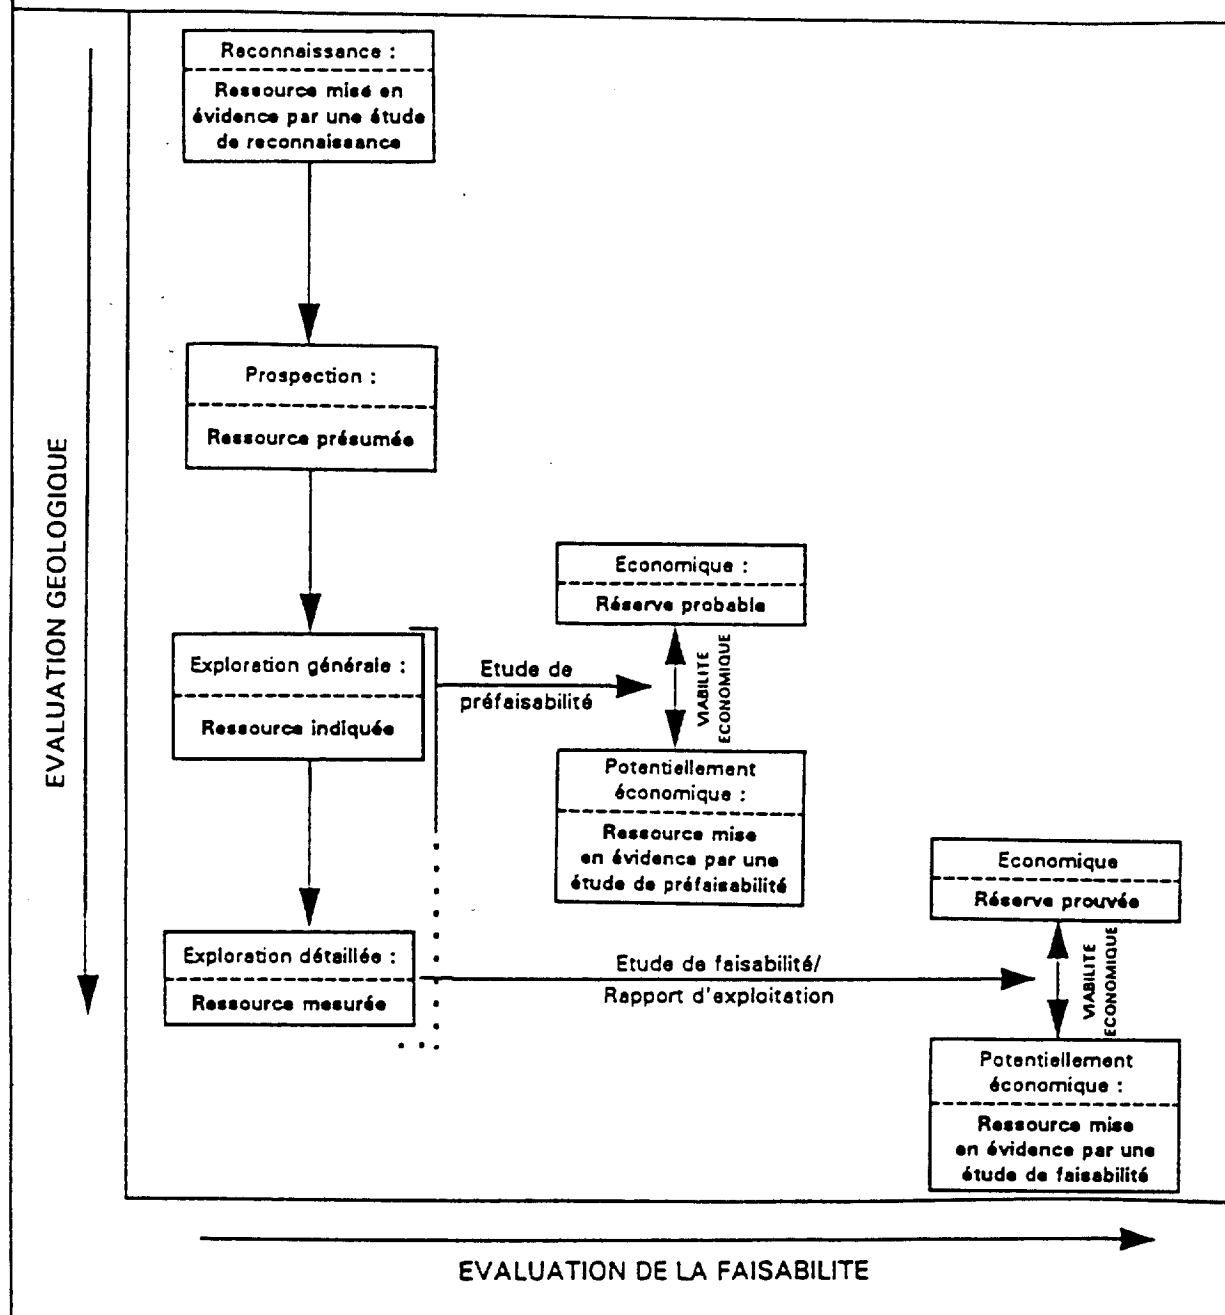 Reconnaissance :
Ressource misé en
évidence par une étude
de reconnaissance
Prospection :
Ressource présumée
EVALUATION GEOLOGIQUE
Exploration générale :
Ressource indiquée
Etude de
préfaisabilité
Economique :
Réserve probable
VIABILITE
ECONOMIQUE
Potentiellement
économique :
Ressource mise
en évidence par une
étude de préfaisabilité
Exploration détaillée :
Ressource mesurée
Etude de faisabilité/
Rapport d'exploitation
Economique
Réserve prouvée
VIABILITE
ECONOMIQUE
Potentiellement
économique :
Ressource mise
en évidence par une
étude de faisabilité
EVALUATION DE LA FAISABILITE